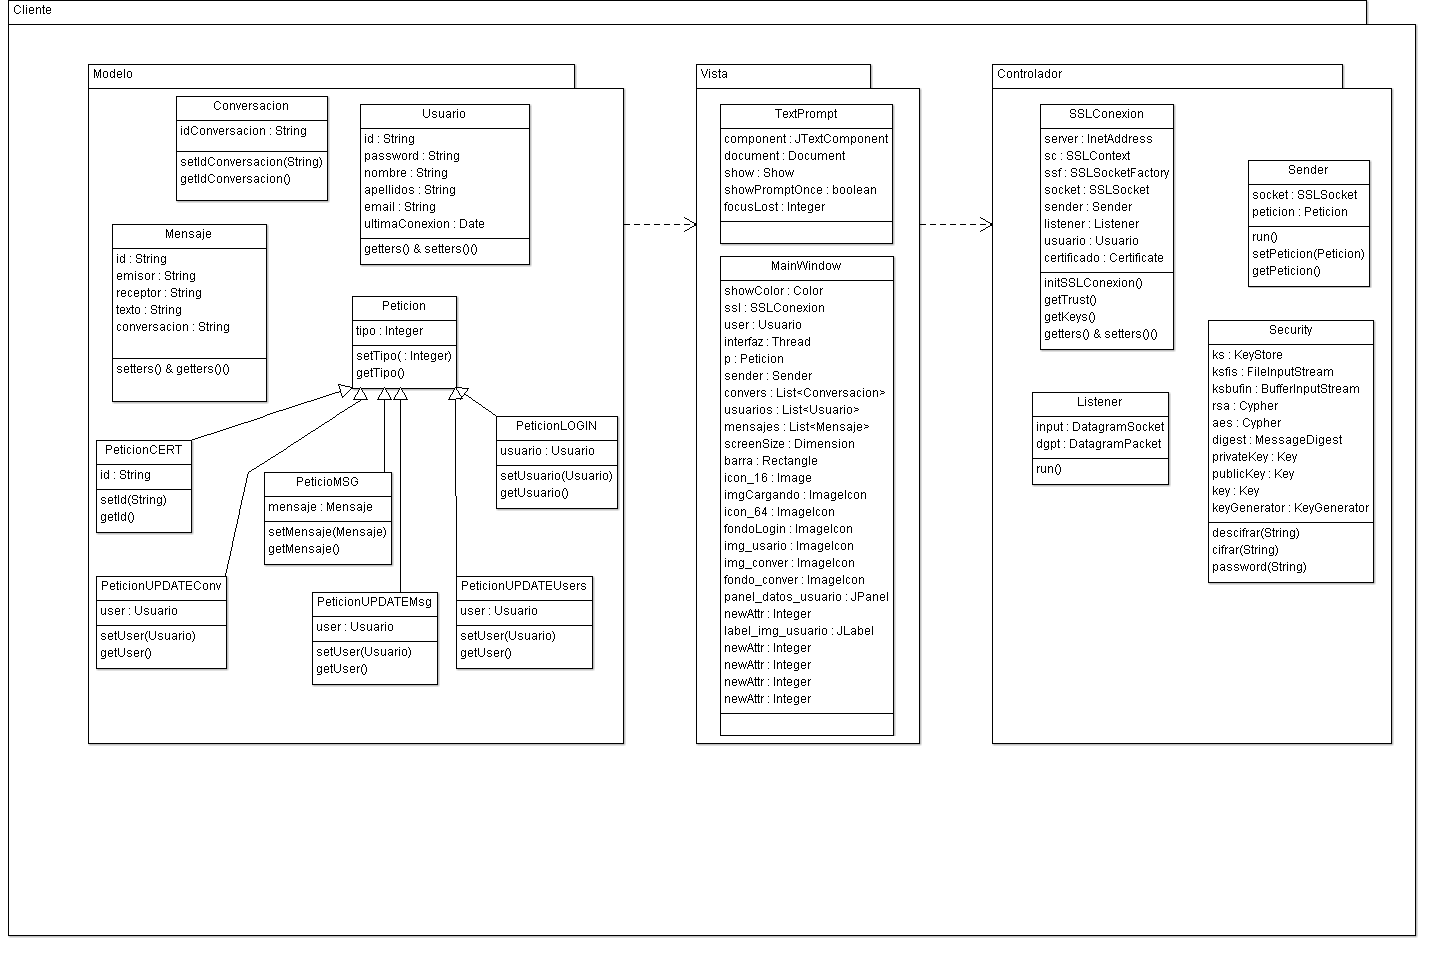 Cliente
Modelo
Conversacion
idConversacion : String
setIdConversacion(String)
getIdConversacion()
Usuario
id : String
password : String
nombre : String
apellidos : String
email : String
ultimaConexion : Date
getters() & setters()()
Mensaje
id : String
emisor : String
receptor : String
texto : String
conversacion : String
setters() & getters()()
Peticion
tipo : Integer
setTipo( : Integer)
getTipo()
PeticionCERT
id : String
setId(String)
getId()
PeticioMSG
mensaje : Mensaje
setMensaje(Mensaje)
getMensaje()
PeticionLOGIN
usuario : Usuario
setUsuario(Usuario)
getUsuario()
PeticionUPDATEConv
user : Usuario
setUser(Usuario)
getUser()
PeticionUPDATEMsg
user : Usuario
setUser(Usuario)
getUser()
PeticionUPDATEUsers
user : Usuario
setUser(Usuario)
getUser()
Vista
TextPrompt
component : JTextComponent
document : Document
show : Show
showPromptOnce : boolean
focusLost : Integer
MainWindow
showColor : Color
ssl : SSLConexion
user : Usuario
interfaz : Thread
p : Peticion
sender : Sender
convers : List<Conversacion>
usuarios : List<Usuario>
mensajes : List<Mensaje>
screenSize : Dimension
barra : Rectangle
icon_16 : Image
imgCargando : ImageIcon
icon_64 : ImageIcon
fondoLogin : ImageIcon
img_usario : ImageIcon
img_conver : ImageIcon
fondo_conver : ImageIcon
panel_datos_usuario : JPanel
newAttr : Integer
label_img_usuario : JLabel
newAttr : Integer
newAttr : Integer
newAttr : Integer
newAttr : Integer
Controlador
SSLConexion
server : InetAddress
sc : SSLContext
ssf : SSLSocketFactory
socket : SSLSocket
sender : Sender
listener : Listener
usuario : Usuario
certificado : Certificate
initSSLConexion()
getTrust()
getKeys()
getters() & setters()()
Sender
socket : SSLSocket
peticion : Peticion
run()
setPeticion(Peticion)
getPeticion()
Listener
input : DatagramSocket
dgpt : DatagramPacket
run()
Security
ks : KeyStore
ksfis : FileInputStream
ksbufin : BufferInputStream
rsa : Cypher
aes : Cypher
digest : MessageDigest
privateKey : Key
publicKey : Key
key : Key
keyGenerator : KeyGenerator
descifrar(String)
cifrar(String)
password(String)